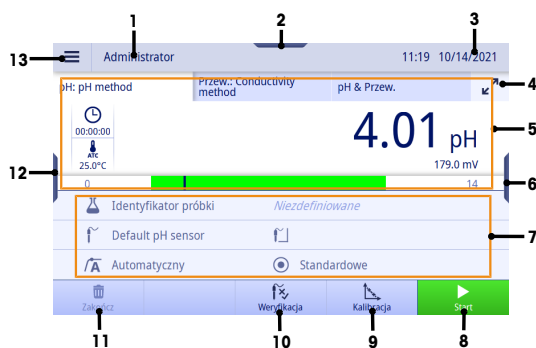 1
2
3
13
Administrator
11:19 10/14/2021
pH: pH method
Przew.: Conductivity
method
pH & Przew.
4
00:00:00
ATC
25.0°C
4.01 pH
179.0 mV
5
12
0
14
6
Identyfikator próbki
Niezdefiniowane
Default pH sensor
7
A
Automatyczny
Standardowe
Zakończ
Weryfikacja
Kalibracja
Start
11
10
9
8